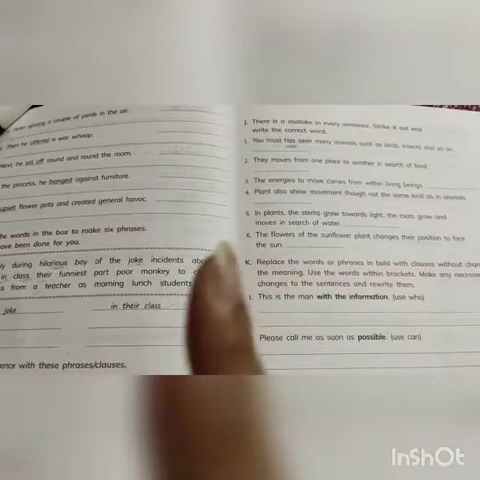 a couple of yards in the air.
Then he uttered a war whoop.
Next, he set off round and round the room.
the process, he banged against furniture.
upset flower pots and created general havoc.
the words in the box to make six phrases.
ove been done for you.
ly during hilarious boy of the joke incidents
in class their funniest part poor monkey to
s from a teacher as morning lunch students
joke
in their class
ence with these phrases/clauses.
J. There is a mistake in every sentence. Strike it out and
write the correct word.
1. You must has seen many animals, such as birds, insects and so on.
2. They moves from one place to another in search of food.
3. The energies to move comes from within living beings.
4. Plant also show movement though not the same kind as in animals.
5. In plants, the stems grow towards light, the roots grow and
moves in search of water.
6. The flowers of the sunflower plant changes their position to face
the sun.
K. Replace the words or phrases in bold with clauses without chan
the meaning. Use the words within brackets. Make any necessa
changes to the sentences and rewrite them.
1. This is the man with the information. (use who)
Please call me as soon as possible. (use can)
InShOt